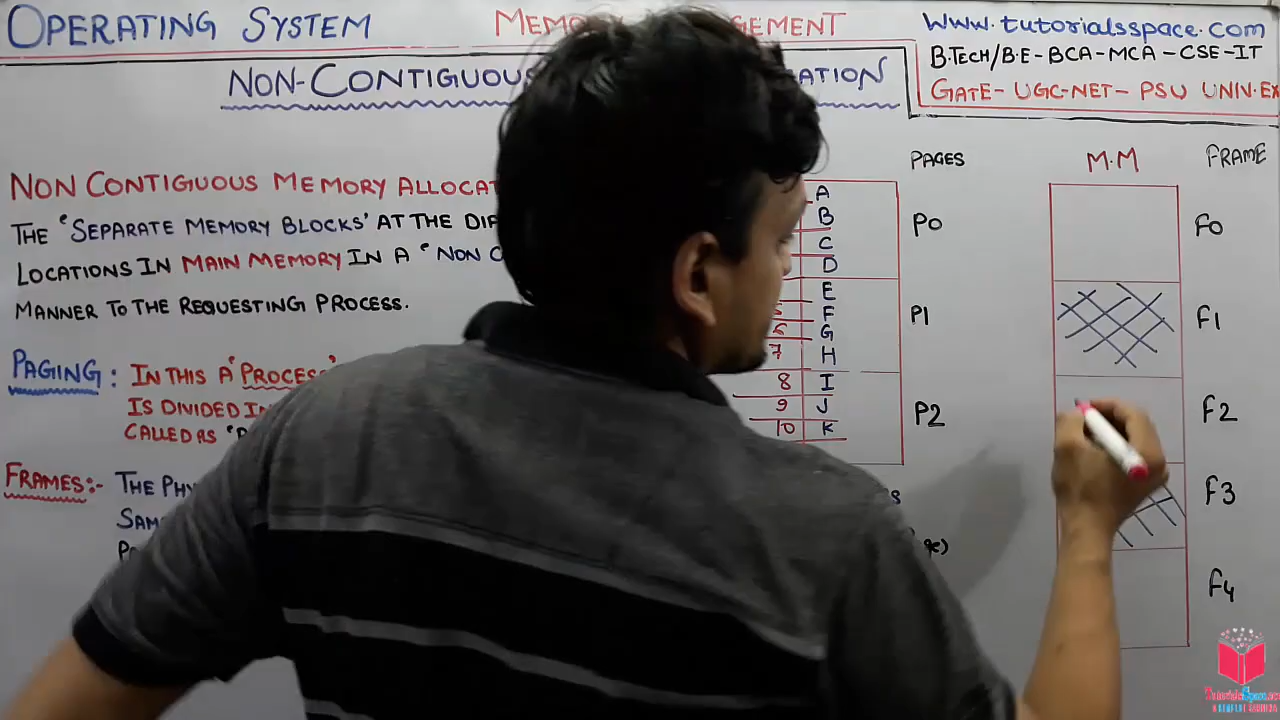 OPERATING SYSTEM
WWW.tutorialsspace.com
B.TECH/B.E-BCA-MCA-CSE-IT
GATE- UGC-NET- PSU UNIV.EX
NON-CONTIGUOUS
NON CONTIGUOUS MEMORY ALLOCAT
THE 'SEPARATE MEMORY BLOCKS' AT THE DIF
LOCATIONS IN MAIN MEMORY IN A 'NON C
MANNER TO THE REQUESTING PROCESS.
PAGING: IN THIS A 'PROCESS'
IS DIVIDED IN
CALLED AS
FRAMES:- THE PHY
SAM
PAGES
A
B
C
D
E
F
6 G
7 H
8 I
9 J
10 K
P0
P1
P2
M.M
FRAME
F0
F1
F2
F3
F4